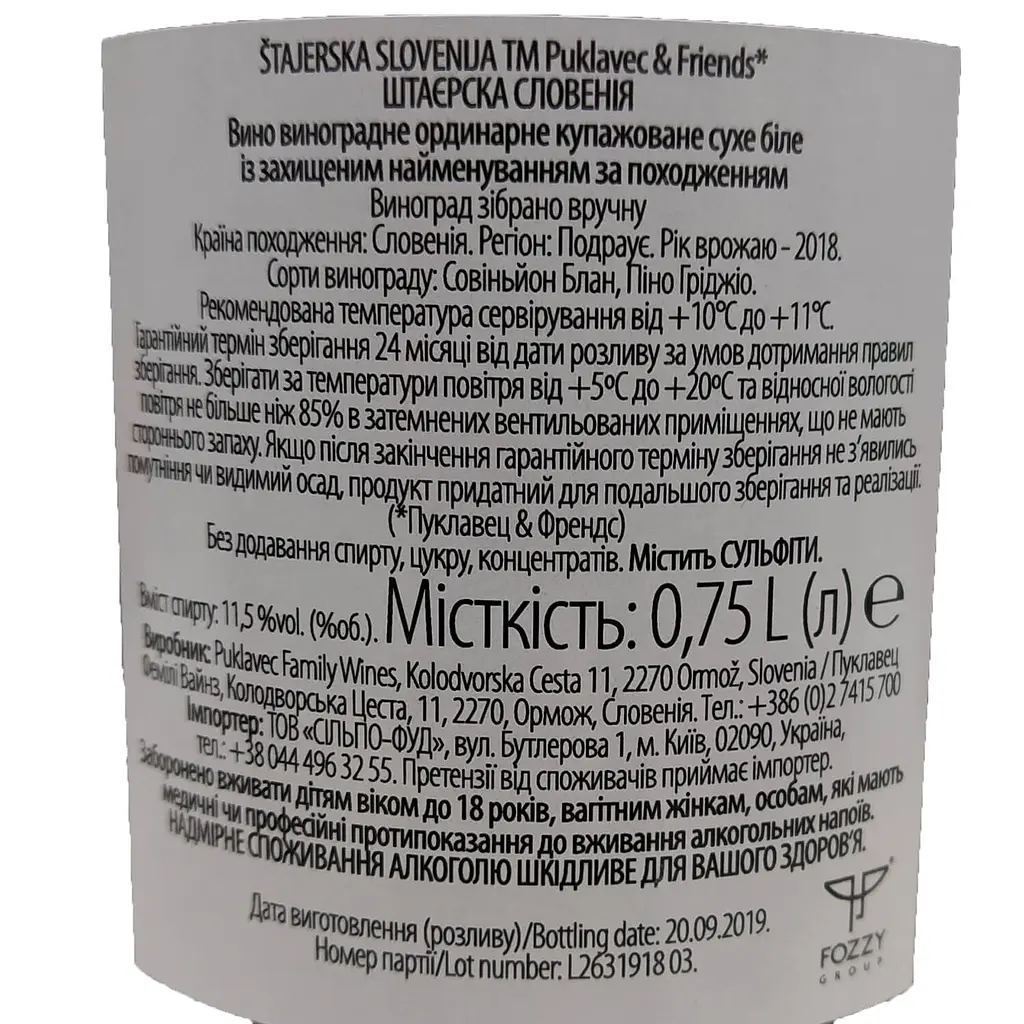 ŠTAJERSKA SLOVENIJA TM Puklavec & Friends*
ШТАЄРСКА СЛОВЕНІЯ
Вино виноградне ординарне купажоване сухе біле
із захищеним найменуванням за походженням
Виноград зібрано вручну
Країна походження: Словенія. Регіон: Подраує. Рік врожаю – 2018.
Сорти винограду: Совіньйон Блан, Піно Гріджіо.
Рекомендована температура сервірування від +10°С до +11°С.
Гарантійний термін зберігання 24 місяці від дати розливу за умов дотримання правил
зберігання. Зберігати за температури повітря від +5ºС до +20ºС та відносної вологості
повітря не більше ніж 85% в затемнених вентильованих приміщеннях, що не мають
стороннього запаху. Якщо після закінчення гарантійного терміну зберігання не з’явились
помутніння чи видимий осад, продукт придатний для подальшого зберігання та реалізації.
(*Пуклавец & Френдс)
Без додавання спирту, цукру, концентратів. Містить СУЛЬФІТИ.
Вміст спирту: 11,5 %vol. (%об.). Місткість: 0,75 L (л) ℮
Виробник: Puklavec Family Wines, Kolodvorska Cesta 11, 2270 Ormož, Slovenia / Пуклавец
Фемілі Вайнз, Колодворська Цеста, 11, 2270, Ормож, Словенія. Тел.: +386 (0)2 7415 700
Імпортер: ТОВ «СІЛЬПО-ФУД», вул. Бутлерова 1, м. Київ, 02090, Україна,
тел.: +38 044 496 32 55. Претензії від споживачів приймає імпортер.
Заборонено вживати дітям віком до 18 років, вагітним жінкам, особам, які мають
медичні чи професійні протипоказання до вживання алкогольних напоїв.
НАДМІРНЕ СПОЖИВАННЯ АЛКОГОЛЮ ШКІДЛИВЕ ДЛЯ ВАШОГО ЗДОРОВ’Я.
Дата виготовлення (розливу)/Bottling date: 20.09.2019.
Номер партії/Lot number: L2631918 03.
FOZZY
GROUP